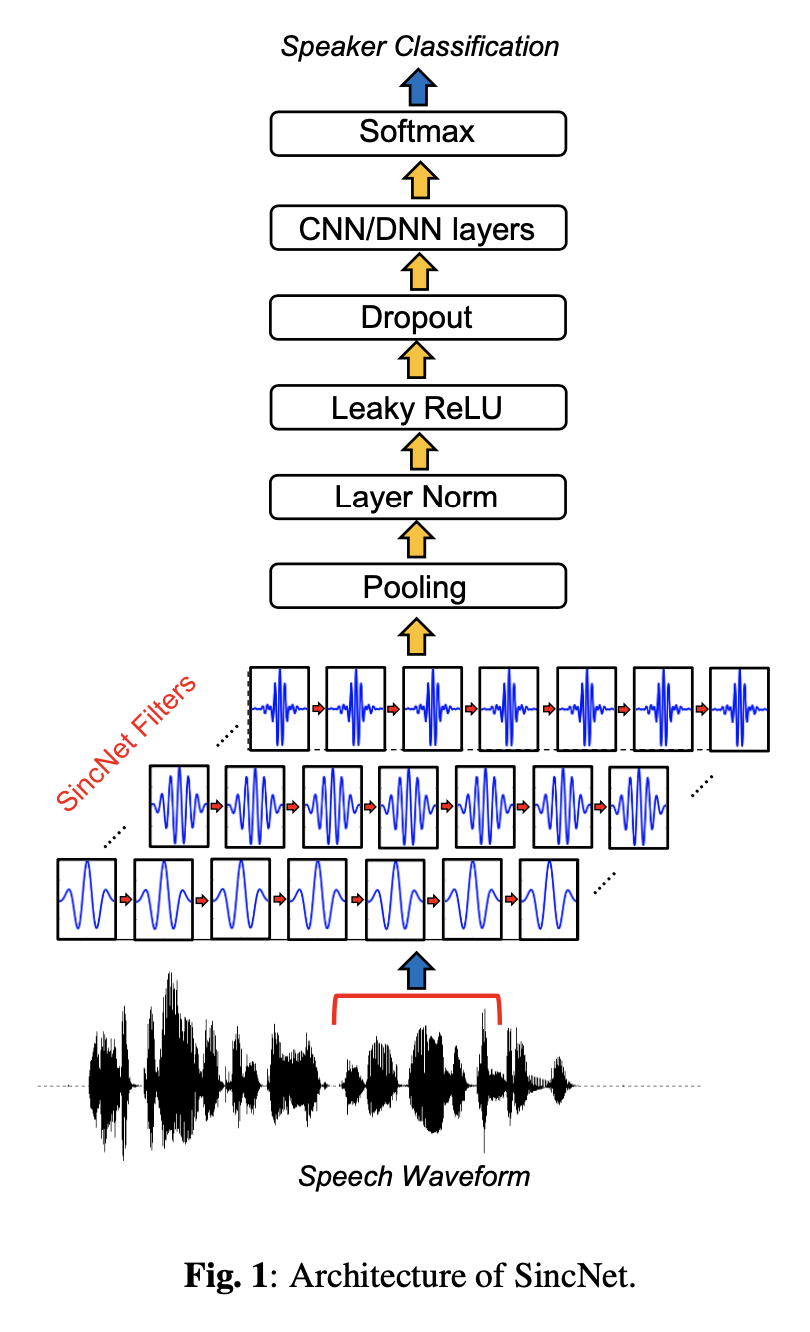 Speaker Classification
Softmax
CNN/DNN layers
Dropout
Leaky ReLU
Layer Norm
Pooling
SincNet Filters
Speech Waveform
Fig. 1: Architecture of SincNet.